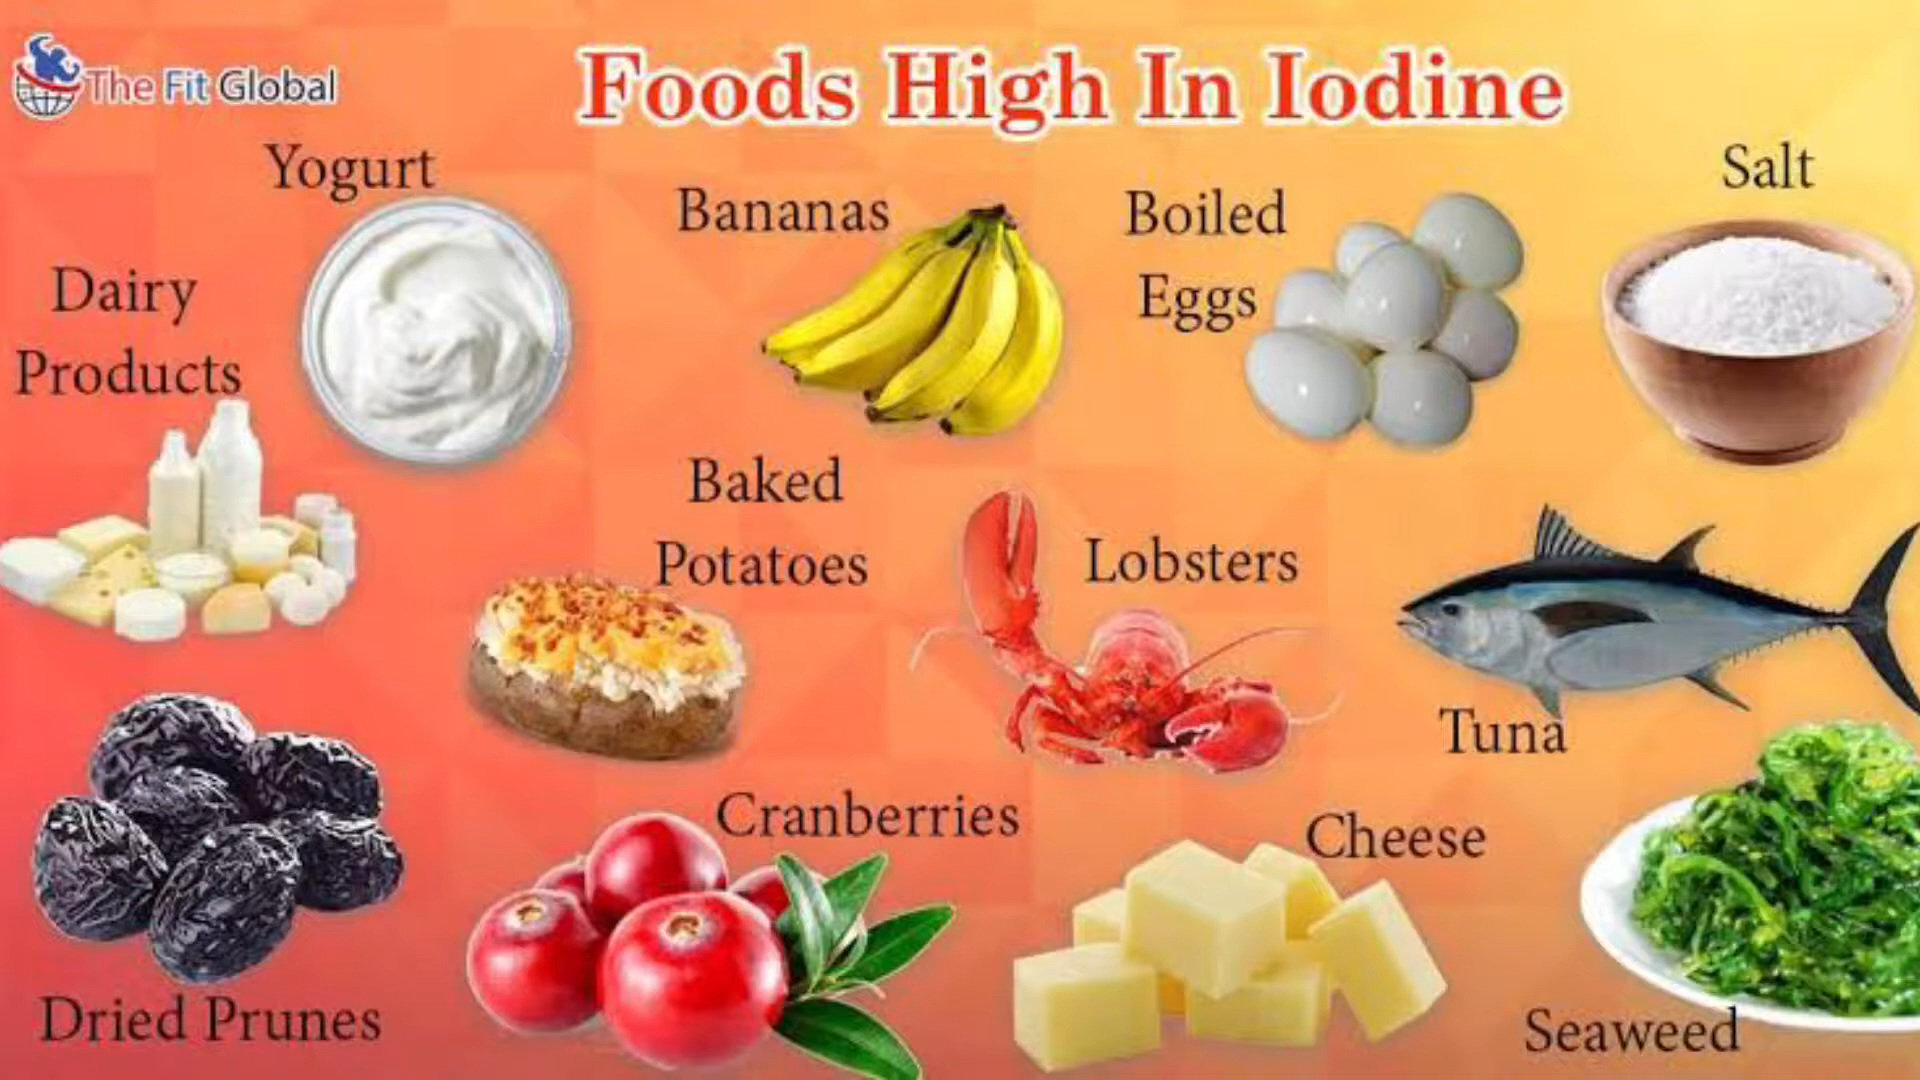 The Fit Global
Foods High In Iodine
Yogurt
Bananas
Boiled
Eggs
Salt
Dairy
Products
Baked
Potatoes
Lobsters
Tuna
Cranberries
Cheese
Dried Prunes
Seaweed